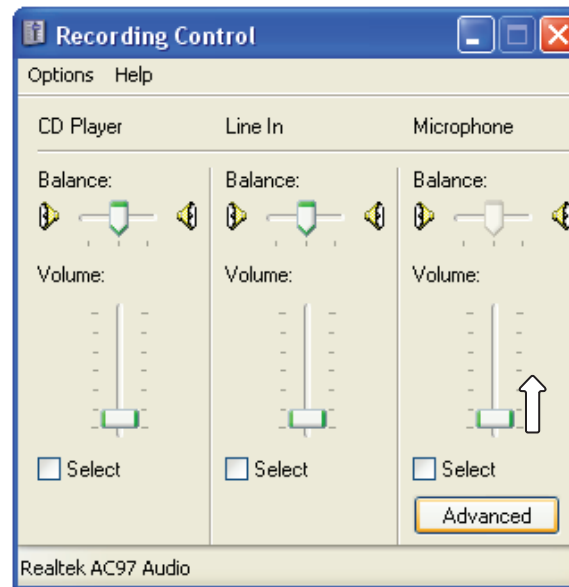 Recording Control
Options Help
CD Player Line In Microphone
Balance: Balance: Balance:
Volume: Volume: Volume:
Select Select Select
Advanced
Realtek AC97 Audio